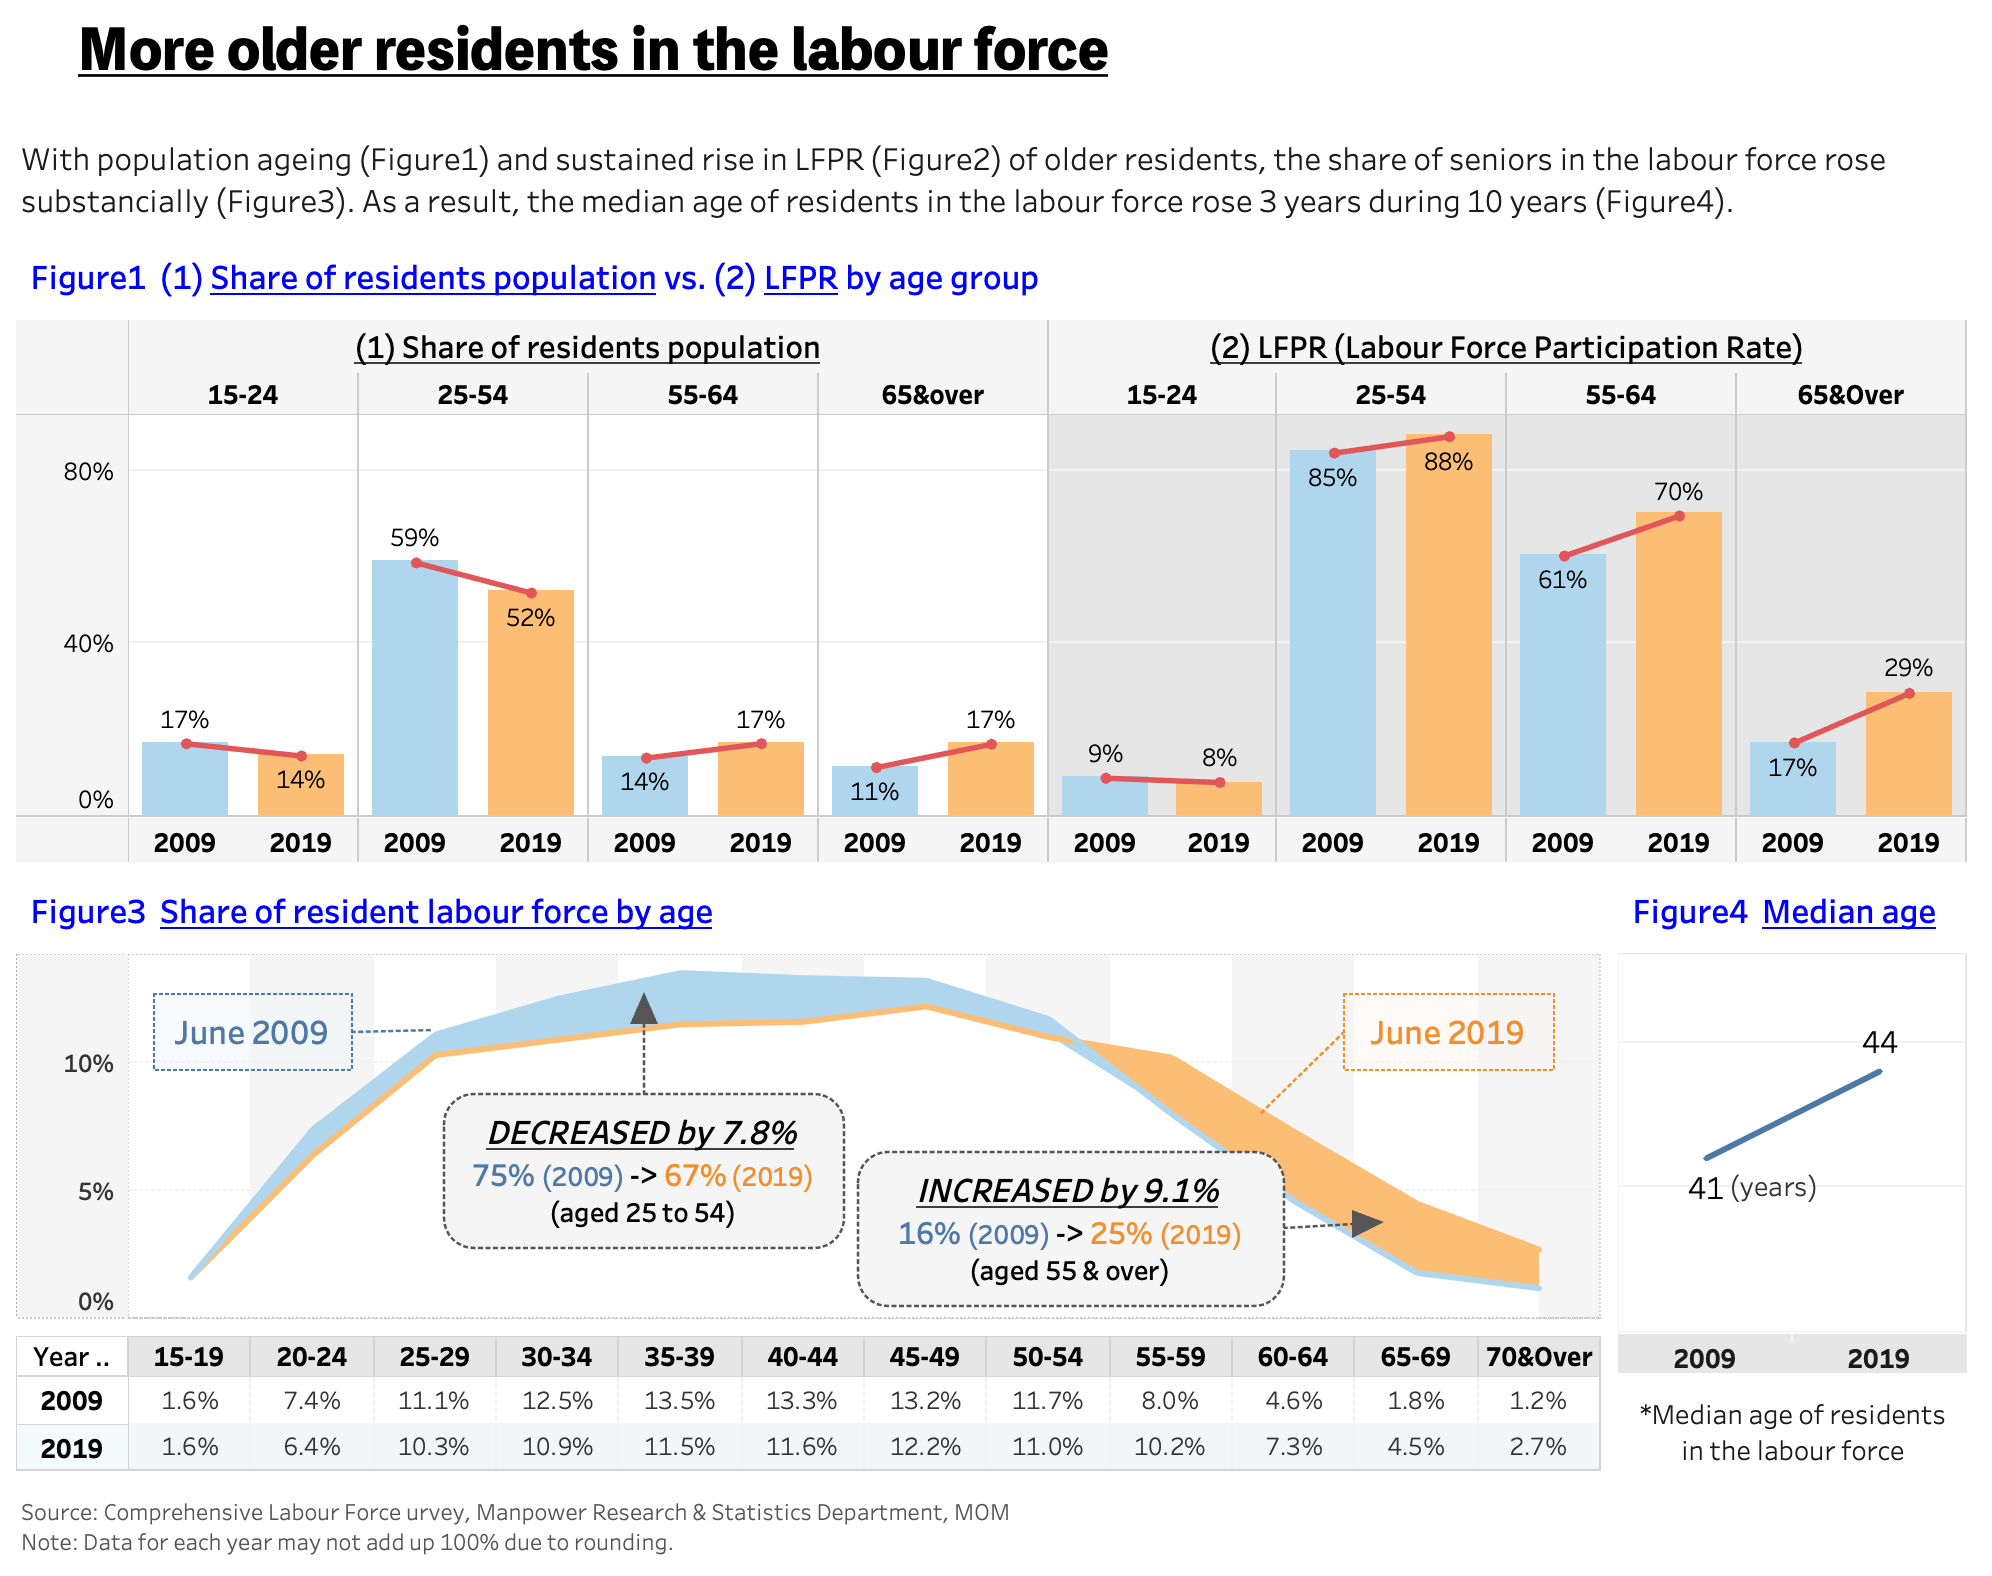 More older residents in the labour force
With population ageing (Figure1) and sustained rise in LFPR (Figure2) of older residents, the share of seniors in the labour force rose
substancially (Figure3). As a result, the median age of residents in the labour force rose 3 years during 10 years (Figure4).
Figure1 (1) Share of residents population vs. (2) LFPR by age group
(1) Share of residents population (2) LFPR (Labour Force Participation Rate)
15-24 25-54 55-64 65&over 15-24 25-54 55-64 65&Over
80%
40%
0%
17% 14% 59% 52% 14% 17% 11% 17% 9% 8% 85% 88% 61% 70% 17% 29%
2009 2019 2009 2019 2009 2019 2009 2019 2009 2019 2009 2019 2009 2019 2009 2019
Figure3 Share of resident labour force by age
10%
5%
0%
June 2009
June 2019
DECREASED by 7.8%
75% (2009) -> 67% (2019)
(aged 25 to 54)
INCREASED by 9.1%
16% (2009) -> 25% (2019)
(aged 55 & over)
Year .. 15-19 20-24 25-29 30-34 35-39 40-44 45-49 50-54 55-59 60-64 65-69 70&Over
2009 1.6% 7.4% 11.1% 12.5% 13.5% 13.3% 13.2% 11.7% 8.0% 4.6% 1.8% 1.2%
2019 1.6% 6.4% 10.3% 10.9% 11.5% 11.6% 12.2% 11.0% 10.2% 7.3% 4.5% 2.7%
Figure4 Median age
44
41 (years)
2009 2019
*Median age of residents
in the labour force
Source: Comprehensive Labour Force urvey, Manpower Research & Statistics Department, MOM
Note: Data for each year may not add up 100% due to rounding.